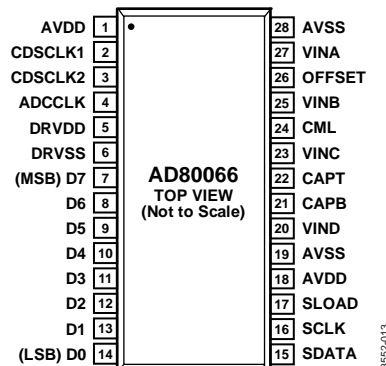 AVDD 1 28 AVSS
CDSCLK1 2 27 VINA
CDSCLK2 3 26 OFFSET
ADCCLK 4 25 VINB
DRVDD 5 24 CML
DRVSS 6 23 VINC
(MSB) D7 7 AD80066 22 CAPT
D6 8 TOP VIEW 21 CAPB
D5 9 (Not to Scale) 20 VIND
D4 10 19 AVSS
D3 11 18 AVDD
D2 12 17 SLOAD
D1 13 16 SCLK
(LSB) D0 14 15 SDATA